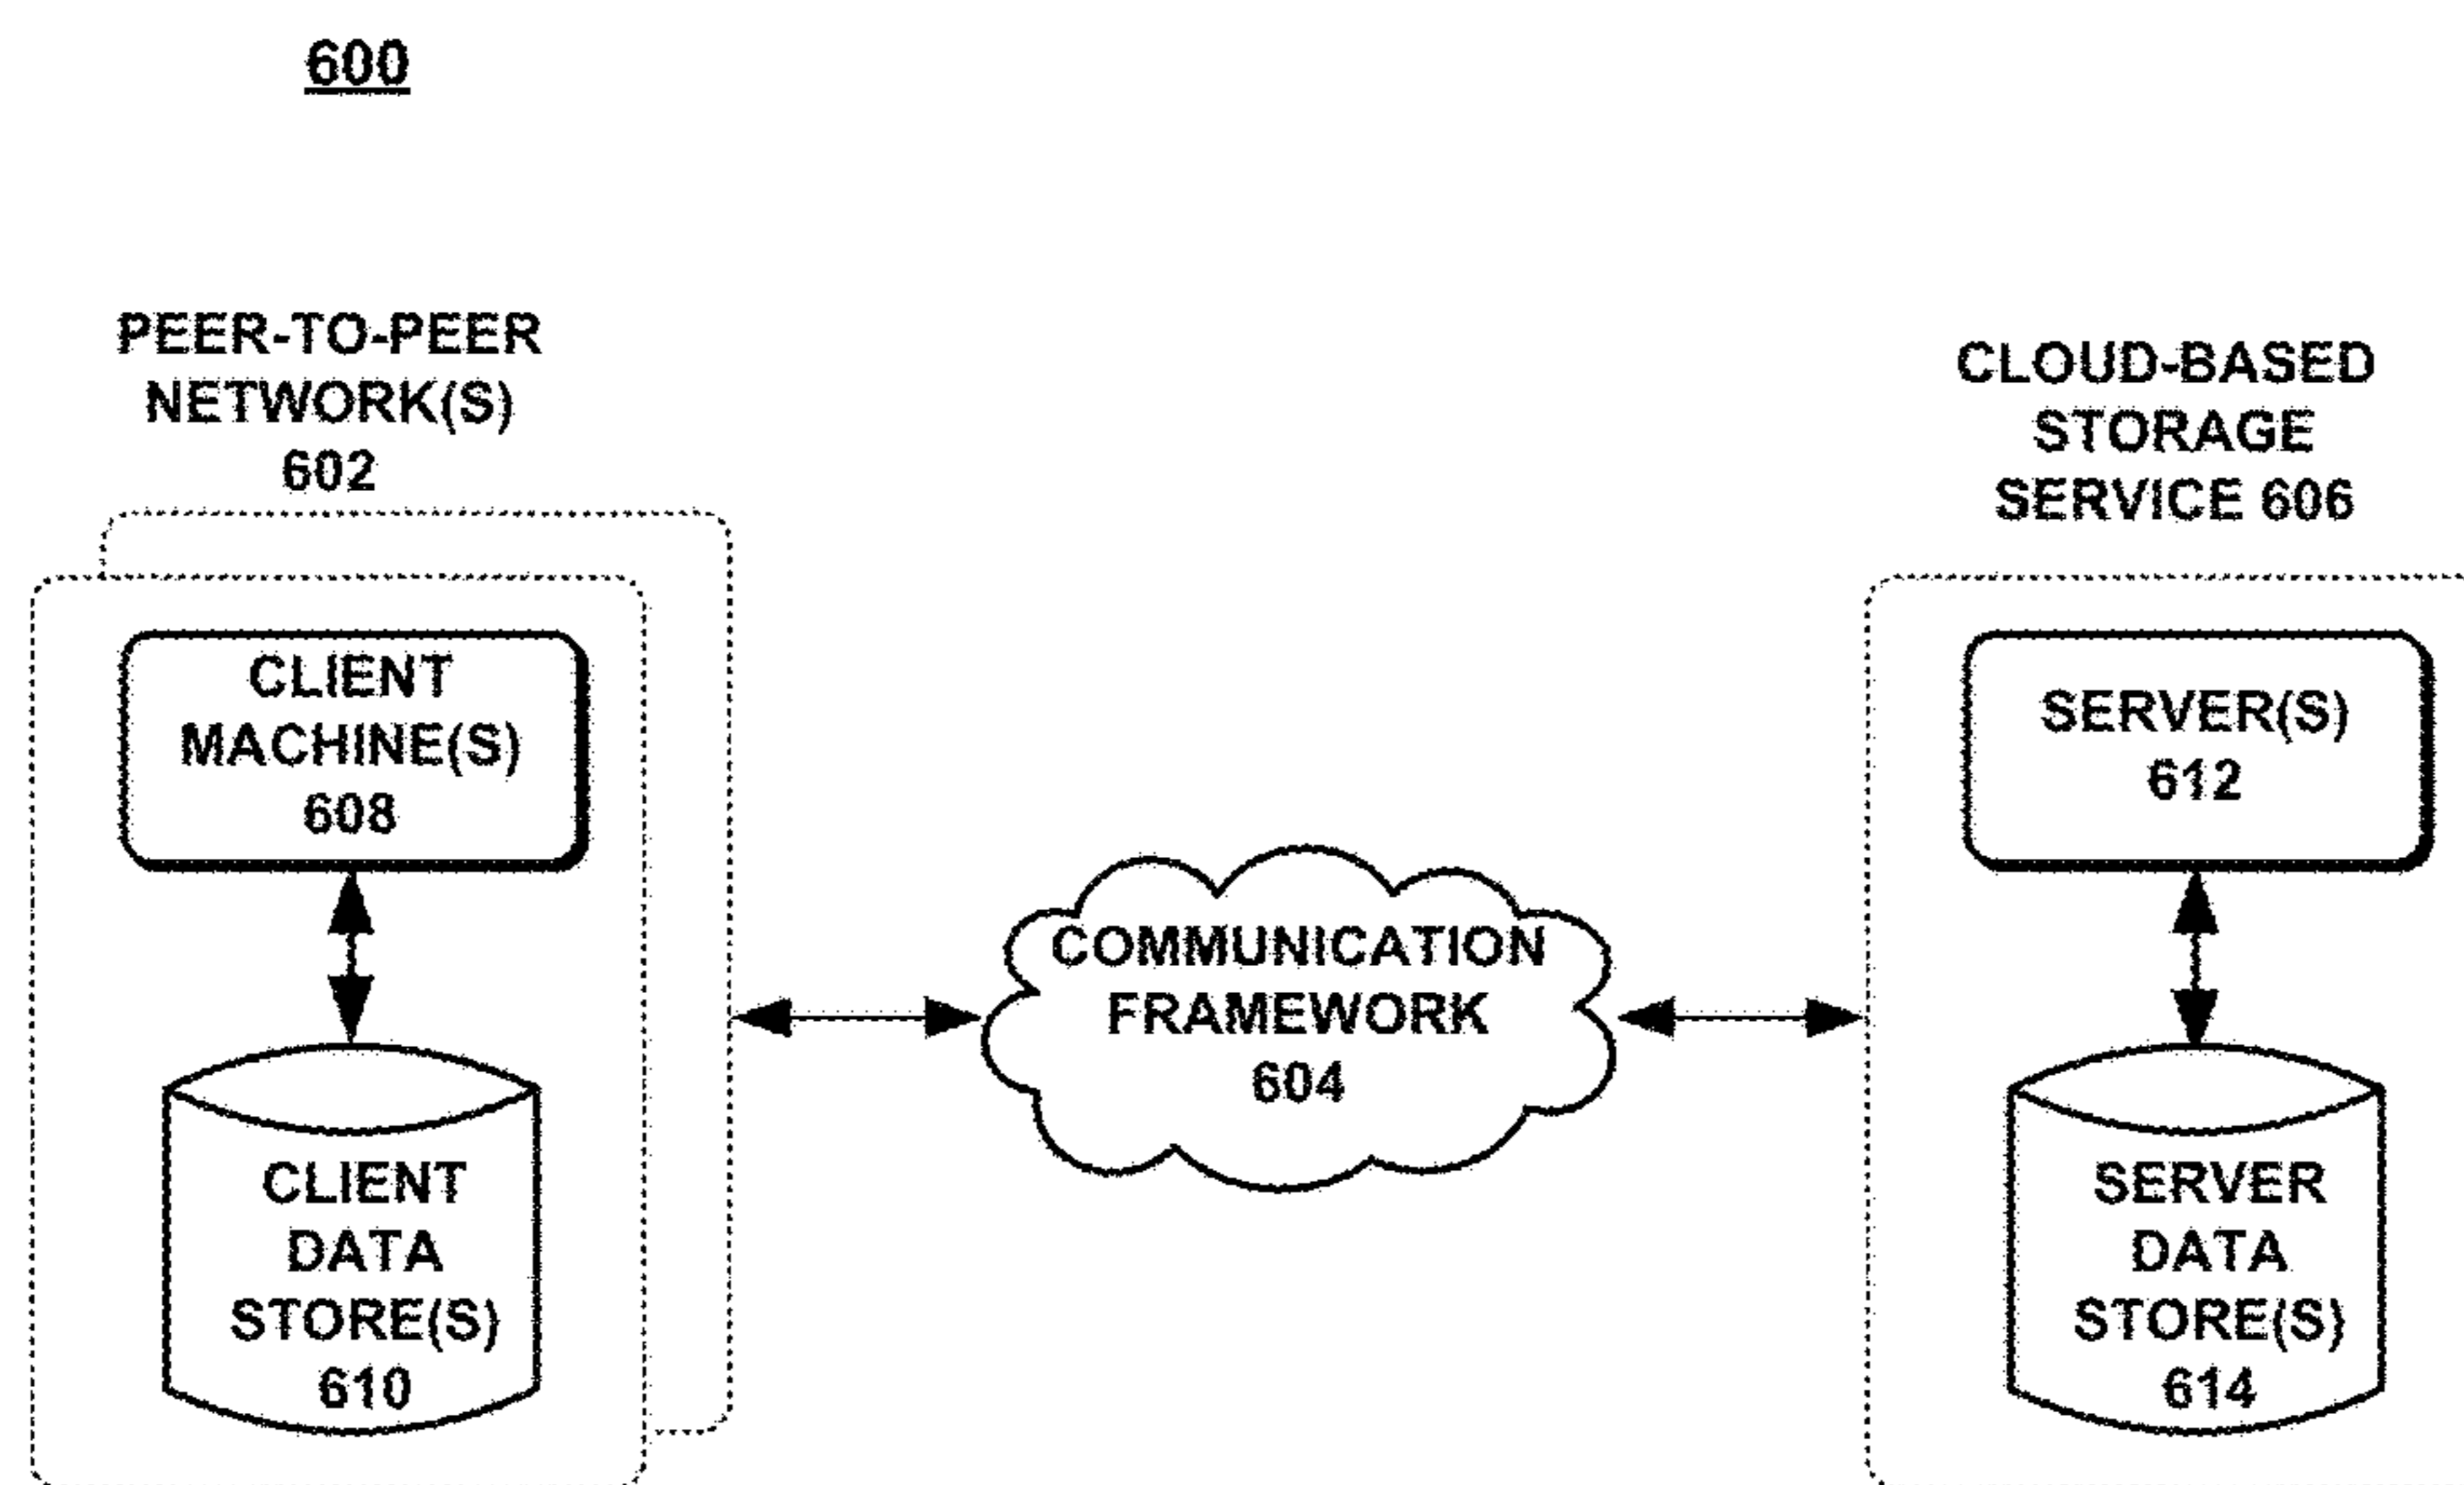 600
PEER-TO-PEER
NETWORK(S)
602
CLIENT
MACHINE(S)
608
CLIENT
DATA
STORE(S)
610
COMMUNICATION
FRAMEWORK
604
CLOUD-BASED
STORAGE
SERVICE 606
SERVER(S)
612
SERVER
DATA
STORE(S)
614